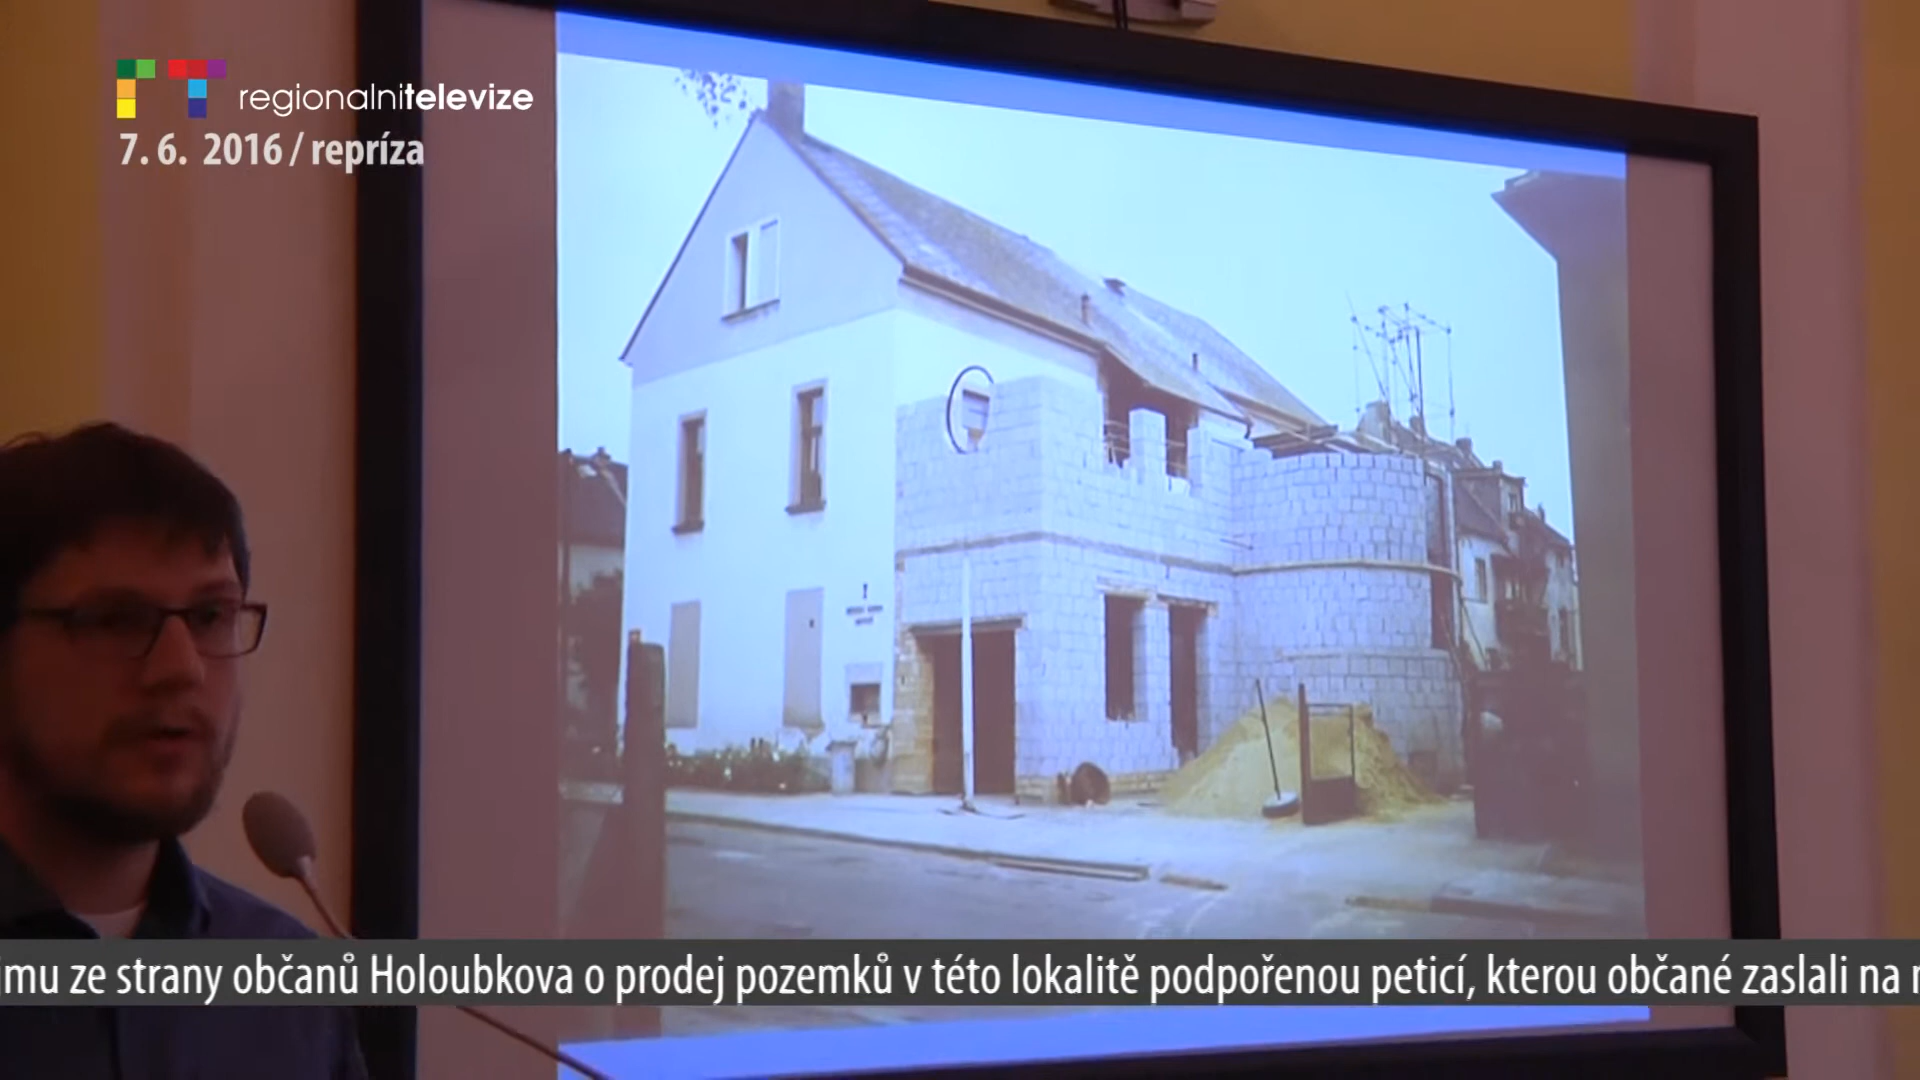 regionalnitelevize
7. 6. 2016 / repríza
jmu ze strany občanů Holoubkova o prodej pozemků v této lokalitě podpořenou peticí, kterou občané zaslali na